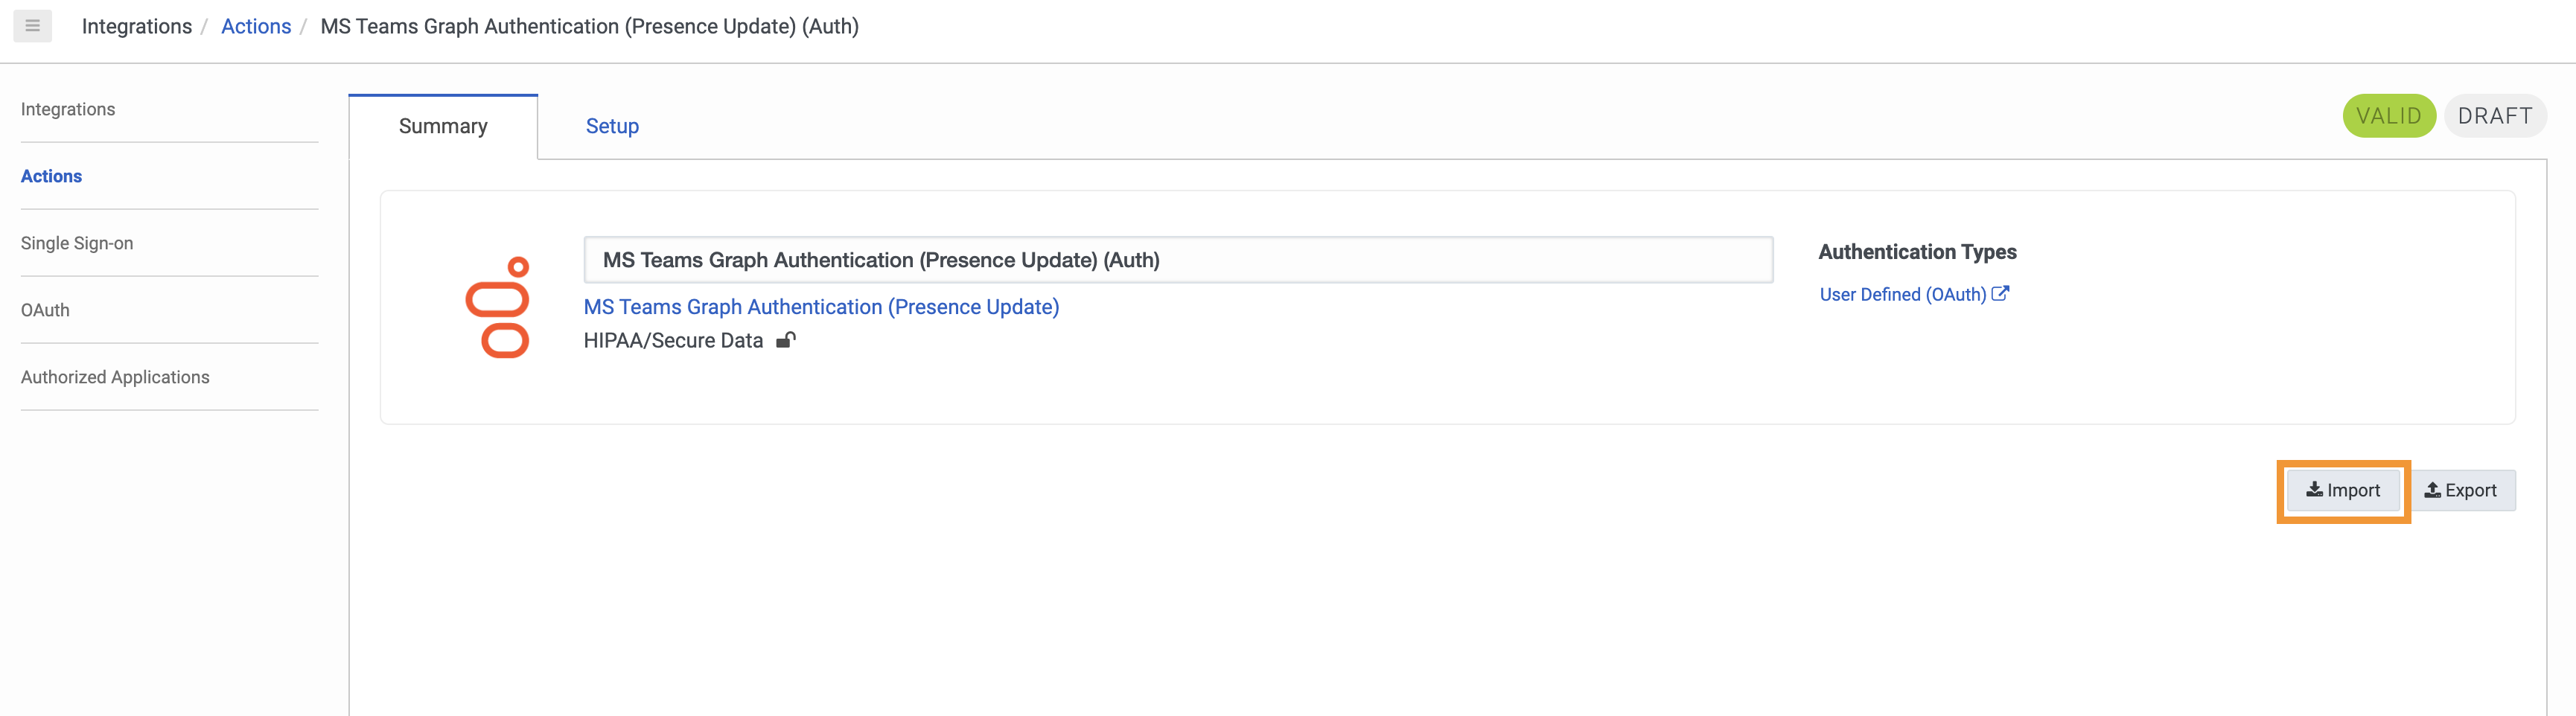 Integrations / Actions / MS Teams Graph Authentication (Presence Update) (Auth)
Integrations
Actions
Single Sign-on
OAuth
Authorized Applications
Summary
Setup
VALID
DRAFT
MS Teams Graph Authentication (Presence Update) (Auth)
MS Teams Graph Authentication (Presence Update)
HIPAA/Secure Data
Authentication Types
User Defined (OAuth)
Import
Export